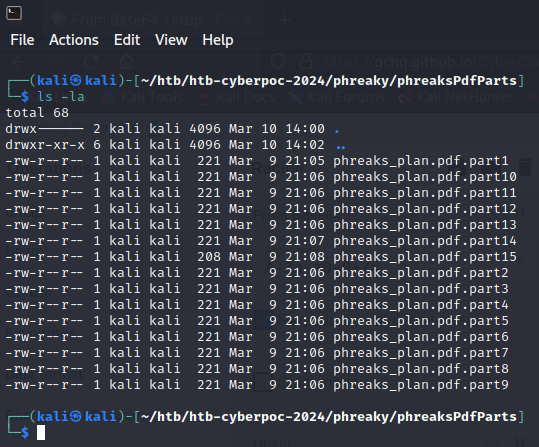 File Actions Edit View Help
┌──(kali㉿kali)-[~/htb/htb-cyberpoc-2024/phreaky/phreaksPdfParts]
└─$ ls -la
total 68
drwx------ 2 kali kali 4096 Mar 10 14:00 .
drwxr-xr-x 6 kali kali 4096 Mar 10 14:02 ..
-rw-r--r-- 1 kali kali  221 Mar  9 21:05 phreaks_plan.pdf.part1
-rw-r--r-- 1 kali kali  221 Mar  9 21:06 phreaks_plan.pdf.part10
-rw-r--r-- 1 kali kali  221 Mar  9 21:06 phreaks_plan.pdf.part11
-rw-r--r-- 1 kali kali  221 Mar  9 21:06 phreaks_plan.pdf.part12
-rw-r--r-- 1 kali kali  221 Mar  9 21:06 phreaks_plan.pdf.part13
-rw-r--r-- 1 kali kali  221 Mar  9 21:07 phreaks_plan.pdf.part14
-rw-r--r-- 1 kali kali  208 Mar  9 21:08 phreaks_plan.pdf.part15
-rw-r--r-- 1 kali kali  221 Mar  9 21:06 phreaks_plan.pdf.part2
-rw-r--r-- 1 kali kali  221 Mar  9 21:06 phreaks_plan.pdf.part3
-rw-r--r-- 1 kali kali  221 Mar  9 21:06 phreaks_plan.pdf.part4
-rw-r--r-- 1 kali kali  221 Mar  9 21:06 phreaks_plan.pdf.part5
-rw-r--r-- 1 kali kali  221 Mar  9 21:06 phreaks_plan.pdf.part6
-rw-r--r-- 1 kali kali  221 Mar  9 21:06 phreaks_plan.pdf.part7
-rw-r--r-- 1 kali kali  221 Mar  9 21:06 phreaks_plan.pdf.part8
-rw-r--r-- 1 kali kali  221 Mar  9 21:06 phreaks_plan.pdf.part9
┌──(kali㉿kali)-[~/htb/htb-cyberpoc-2024/phreaky/phreaksPdfParts]
└─$